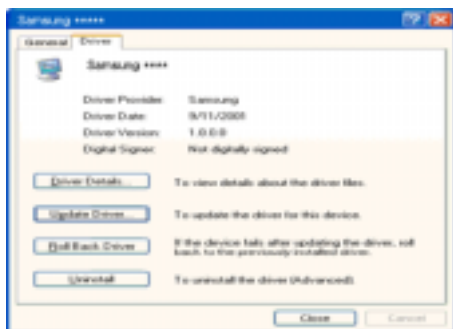 Samsung *****
General Driver
Samsung ****
Driver Provider: Samsung
Driver Date:
Driver Version: 1.0.0.0
Digital Signer: Not digitally signed
Driver Details... To view details about the driver files.
Update Driver... To update the driver for this device.
Roll Back Driver If the device fails after updating the driver, roll
back to the previously installed driver.
Uninstall To uninstall the driver (Advanced).
Close Cancel